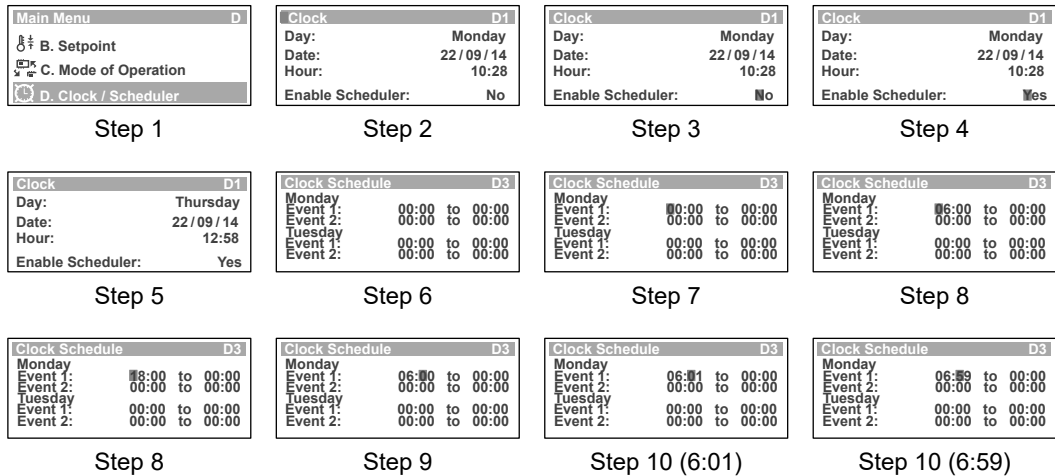 Main Menu D
B. Setpoint
C. Mode of Operation
D. Clock / Scheduler
Step 1
Clock D1
Day: Monday
Date: 22/09/14
Hour: 10:28
Enable Scheduler: No
Step 2
Clock D1
Day: Monday
Date: 22/09/14
Hour: 10:28
Enable Scheduler: No
Step 3
Clock D1
Day: Monday
Date: 22/09/14
Hour: 10:28
Enable Scheduler: Yes
Step 4
Clock D1
Day: Thursday
Date: 22/09/14
Hour: 12:58
Enable Scheduler: Yes
Step 5
Clock Schedule D3
Monday
Event 1: 00:00 to 00:00
Event 2: 00:00 to 00:00
Tuesday
Event 1: 00:00 to 00:00
Event 2: 00:00 to 00:00
Step 6
Clock Schedule D3
Monday
Event 1: 00:00 to 00:00
Event 2: 00:00 to 00:00
Tuesday
Event 1: 00:00 to 00:00
Event 2: 00:00 to 00:00
Step 7
Clock Schedule D3
Monday
Event 1: 06:00 to 00:00
Event 2: 00:00 to 00:00
Tuesday
Event 1: 00:00 to 00:00
Event 2: 00:00 to 00:00
Step 8
Clock Schedule D3
Monday
Event 1: 18:00 to 00:00
Event 2: 00:00 to 00:00
Tuesday
Event 1: 00:00 to 00:00
Event 2: 00:00 to 00:00
Step 8
Clock Schedule D3
Monday
Event 1: 06:00 to 00:00
Event 2: 00:00 to 00:00
Tuesday
Event 1: 00:00 to 00:00
Event 2: 00:00 to 00:00
Step 9
Clock Schedule D3
Monday
Event 1: 06:01 to 00:00
Event 2: 00:00 to 00:00
Tuesday
Event 1: 00:00 to 00:00
Event 2: 00:00 to 00:00
Step 10 (6:01)
Clock Schedule D3
Monday
Event 1: 06:59 to 00:00
Event 2: 00:00 to 00:00
Tuesday
Event 1: 00:00 to 00:00
Event 2: 00:00 to 00:00
Step 10 (6:59)